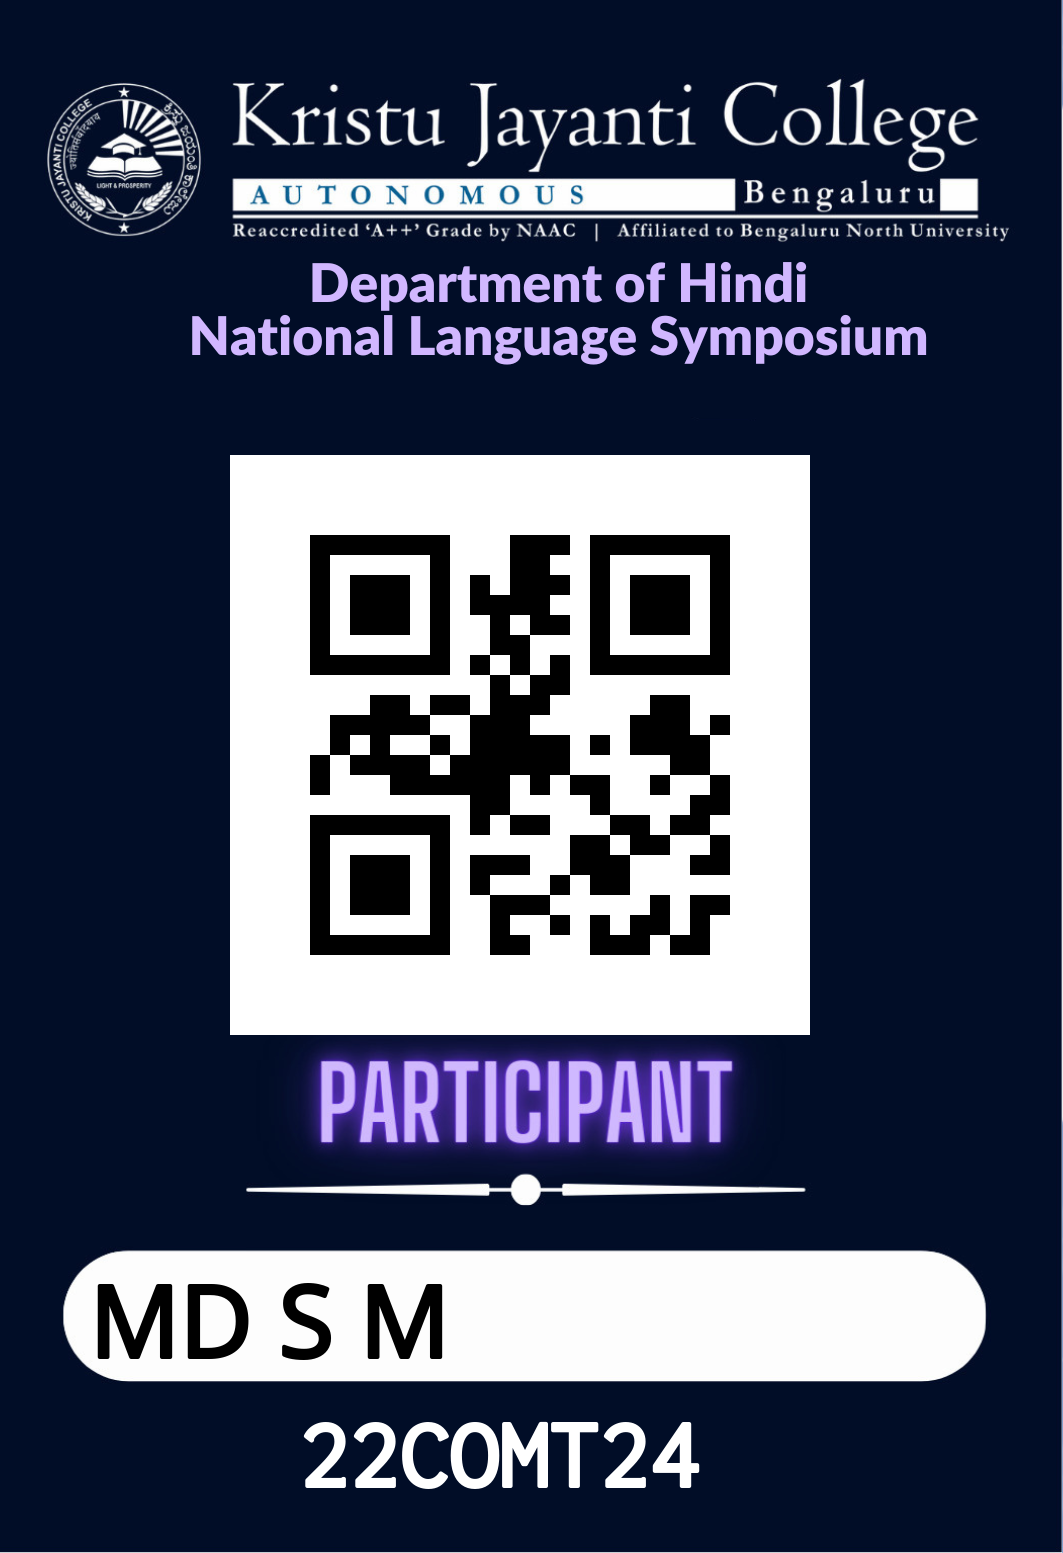 KRISTU JAYANTI COLLEGE
LIGHT & PROSPERITY
Kristu Jayanti College
AUTONOMOUS Bengaluru
Reaccredited ‘A++’ Grade by NAAC | Affiliated to Bengaluru North University
Department of Hindi
National Language Symposium
PARTICIPANT
MD S M
22COMT24